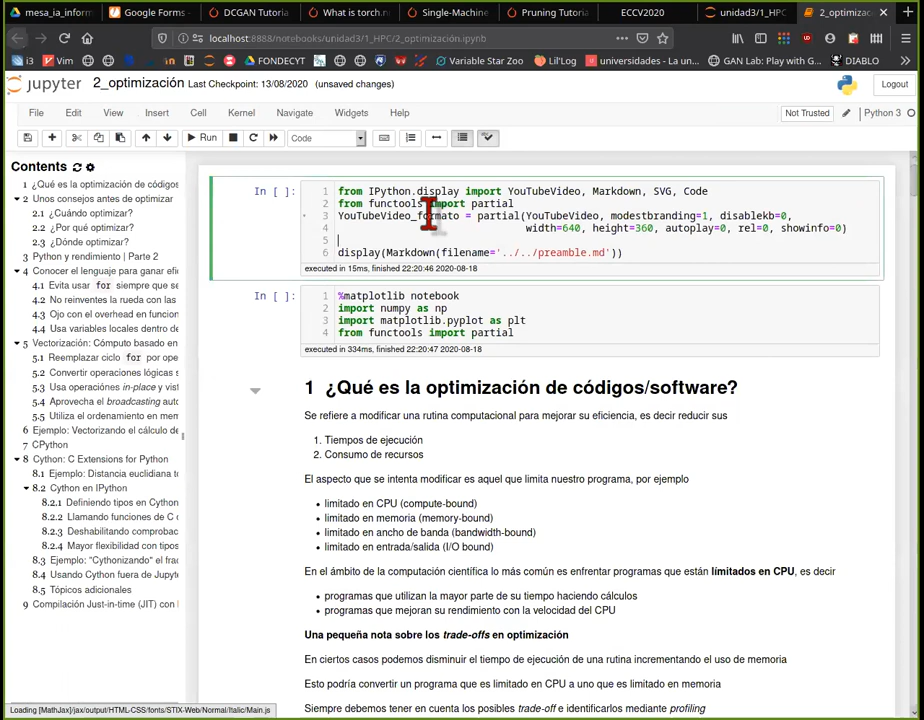 mesa_ia_inform
Google Forms -
DCGAN Tutoria
What is torch.n
Single-Machine
Pruning Tutoria
ECCV2020
unidad3/1_HPC
2_optimizac
localhost:8888/notebooks/unidad3/1_HPC/2_optimización.ipynb
i3
Vim
FONDECYT
Variable Star Zoo
Lil'Log
universidades - La un
GAN Lab: Play with G
DIABLO
jupyter
2_optimización
Last Checkpoint: 13/08/2020
(unsaved changes)
Logout
File
Edit
View
Insert
Cell
Kernel
Navigate
Widgets
Help
Not Trusted
Python 3
Run
Code
Contents
1 ¿Qué es la optimización de códigos
2 Unos consejos antes de optimizar
2.1 ¿Cuándo optimizar?
2.2 ¿Por qué optimizar?
2.3 ¿Dónde optimizar?
3 Python y rendimiento | Parte 2
4 Conocer el lenguaje para ganar efic
4.1 Evita usar for siempre que se
4.2 No reinventes la rueda con las
4.3 Ojo con el overhead en funcion
4.4 Usa variables locales dentro de
5 Vectorización: Cómputo basado en
5.1 Reemplazar ciclo for por ope
5.2 Convertir operaciones lógicas s
5.3 Usa operaciónes in-place y vist
5.4 Aprovecha el broadcasting auto
5.5 Utiliza el ordenamiento en mem
6 Ejemplo: Vectorizando el cálculo de
7 CPython
8 Cython: C Extensions for Python
8.1 Ejemplo: Distancia euclidiana to
8.2 Cython en IPython
8.2.1 Definiendo tipos en Cython
8.2.2 Llamando funciones de C d
8.2.3 Deshabilitando comprobac
8.2.4 Mayor flexibilidad con tipos
8.3 Ejemplo: "Cythonizando" el frac
8.4 Usando Cython fuera de Jupyte
8.5 Tópicos adicionales
9 Compilación Just-in-time (JIT) con I
In [ ]:
1 from IPython.display import YouTubeVideo, Markdown, SVG, Code
2 from functools import partial
3 YouTubeVideo_formato = partial(YouTubeVideo, modestbranding=1, disablekb=0,
4 width=640, height=360, autoplay=0, rel=0, showinfo=0)
5
6 display(Markdown(filename='../../preamble.md'))
executed in 15ms, finished 22:20:46 2020-08-18
In [ ]:
1 %matplotlib notebook
2 import numpy as np
3 import matplotlib.pyplot as plt
4 from functools import partial
executed in 334ms, finished 22:20:47 2020-08-18
1 ¿Qué es la optimización de códigos/software?
Se refiere a modificar una rutina computacional para mejorar su eficiencia, es decir reducir sus
1. Tiempos de ejecución
2. Consumo de recursos
El aspecto que se intenta modificar es aquel que limita nuestro programa, por ejemplo
• limitado en CPU (compute-bound)
• limitado en memoria (memory-bound)
• limitado en ancho de banda (bandwidth-bound)
• limitado en entrada/salida (I/O bound)
En el ámbito de la computación científica lo más común es enfrentar programas que están límitados en CPU, es decir
• programas que utilizan la mayor parte de su tiempo haciendo cálculos
• programas que mejoran su rendimiento con la velocidad del CPU
Una pequeña nota sobre los trade-offs en optimización
En ciertos casos podemos disminuir el tiempo de ejecución de una rutina incrementando el uso de memoria
Esto podría convertir un programa que es limitado en CPU a uno que es limitado en memoria
Siempre debemos tener en cuenta los posibles trade-off e identificarlos mediante profiling
Loading [MathJax]/jax/output/HTML-CSS/fonts/STIX-Web/Normal/Italic/Main.js